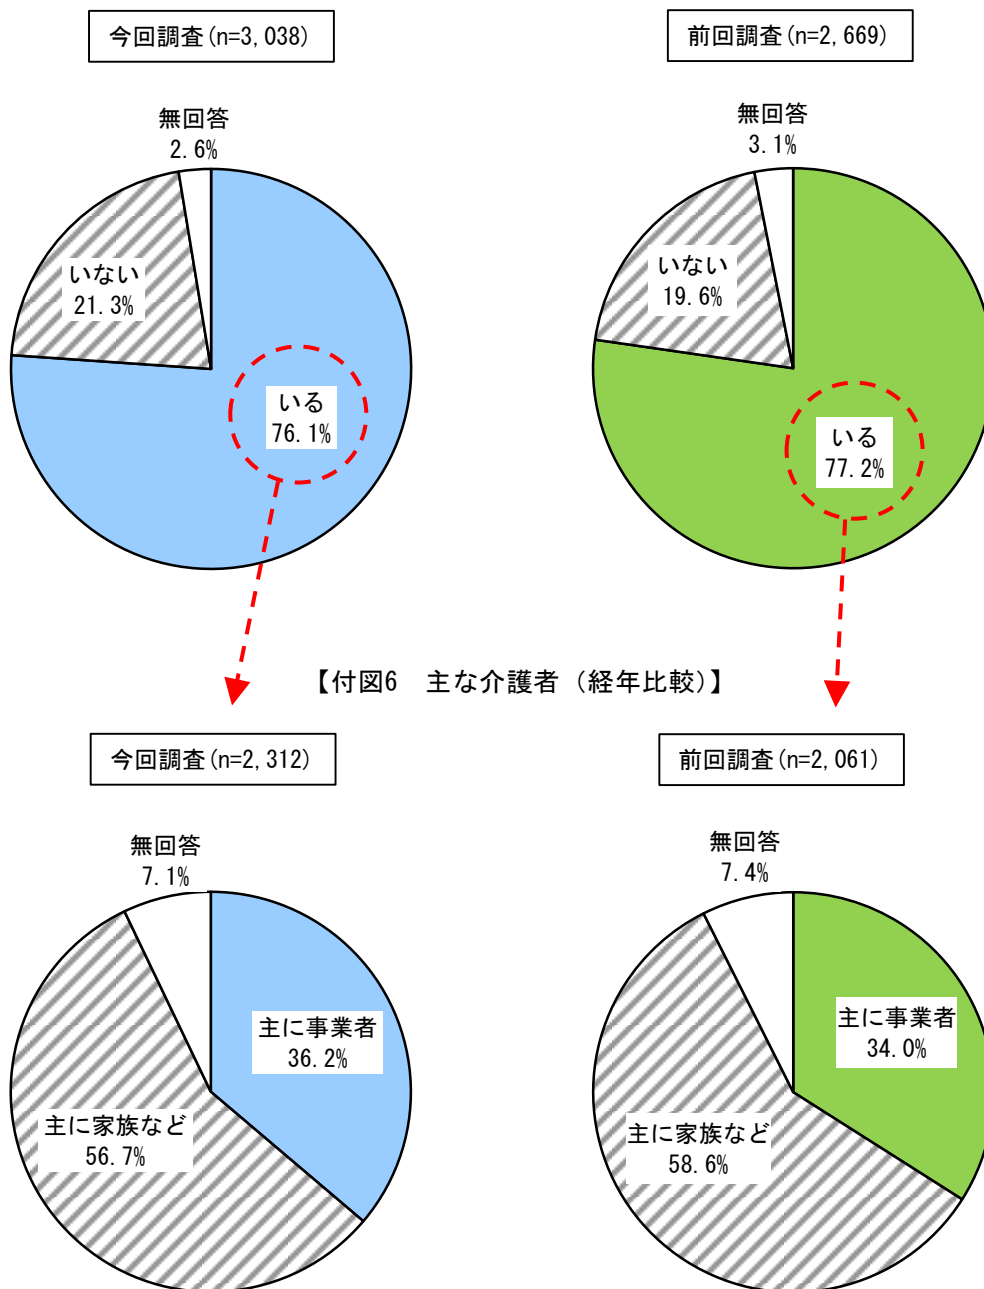 今回調査(n=3,038)
前回調査(n=2,669)
無回答
2.6%
いない
21.3%
いる
76.1%
無回答
3.1%
いない
19.6%
いる
77.2%
【付図6　主な介護者（経年比較）】
今回調査(n=2,312)
前回調査(n=2,061)
無回答
7.1%
主に事業者
36.2%
主に家族など
56.7%
無回答
7.4%
主に事業者
34.0%
主に家族など
58.6%